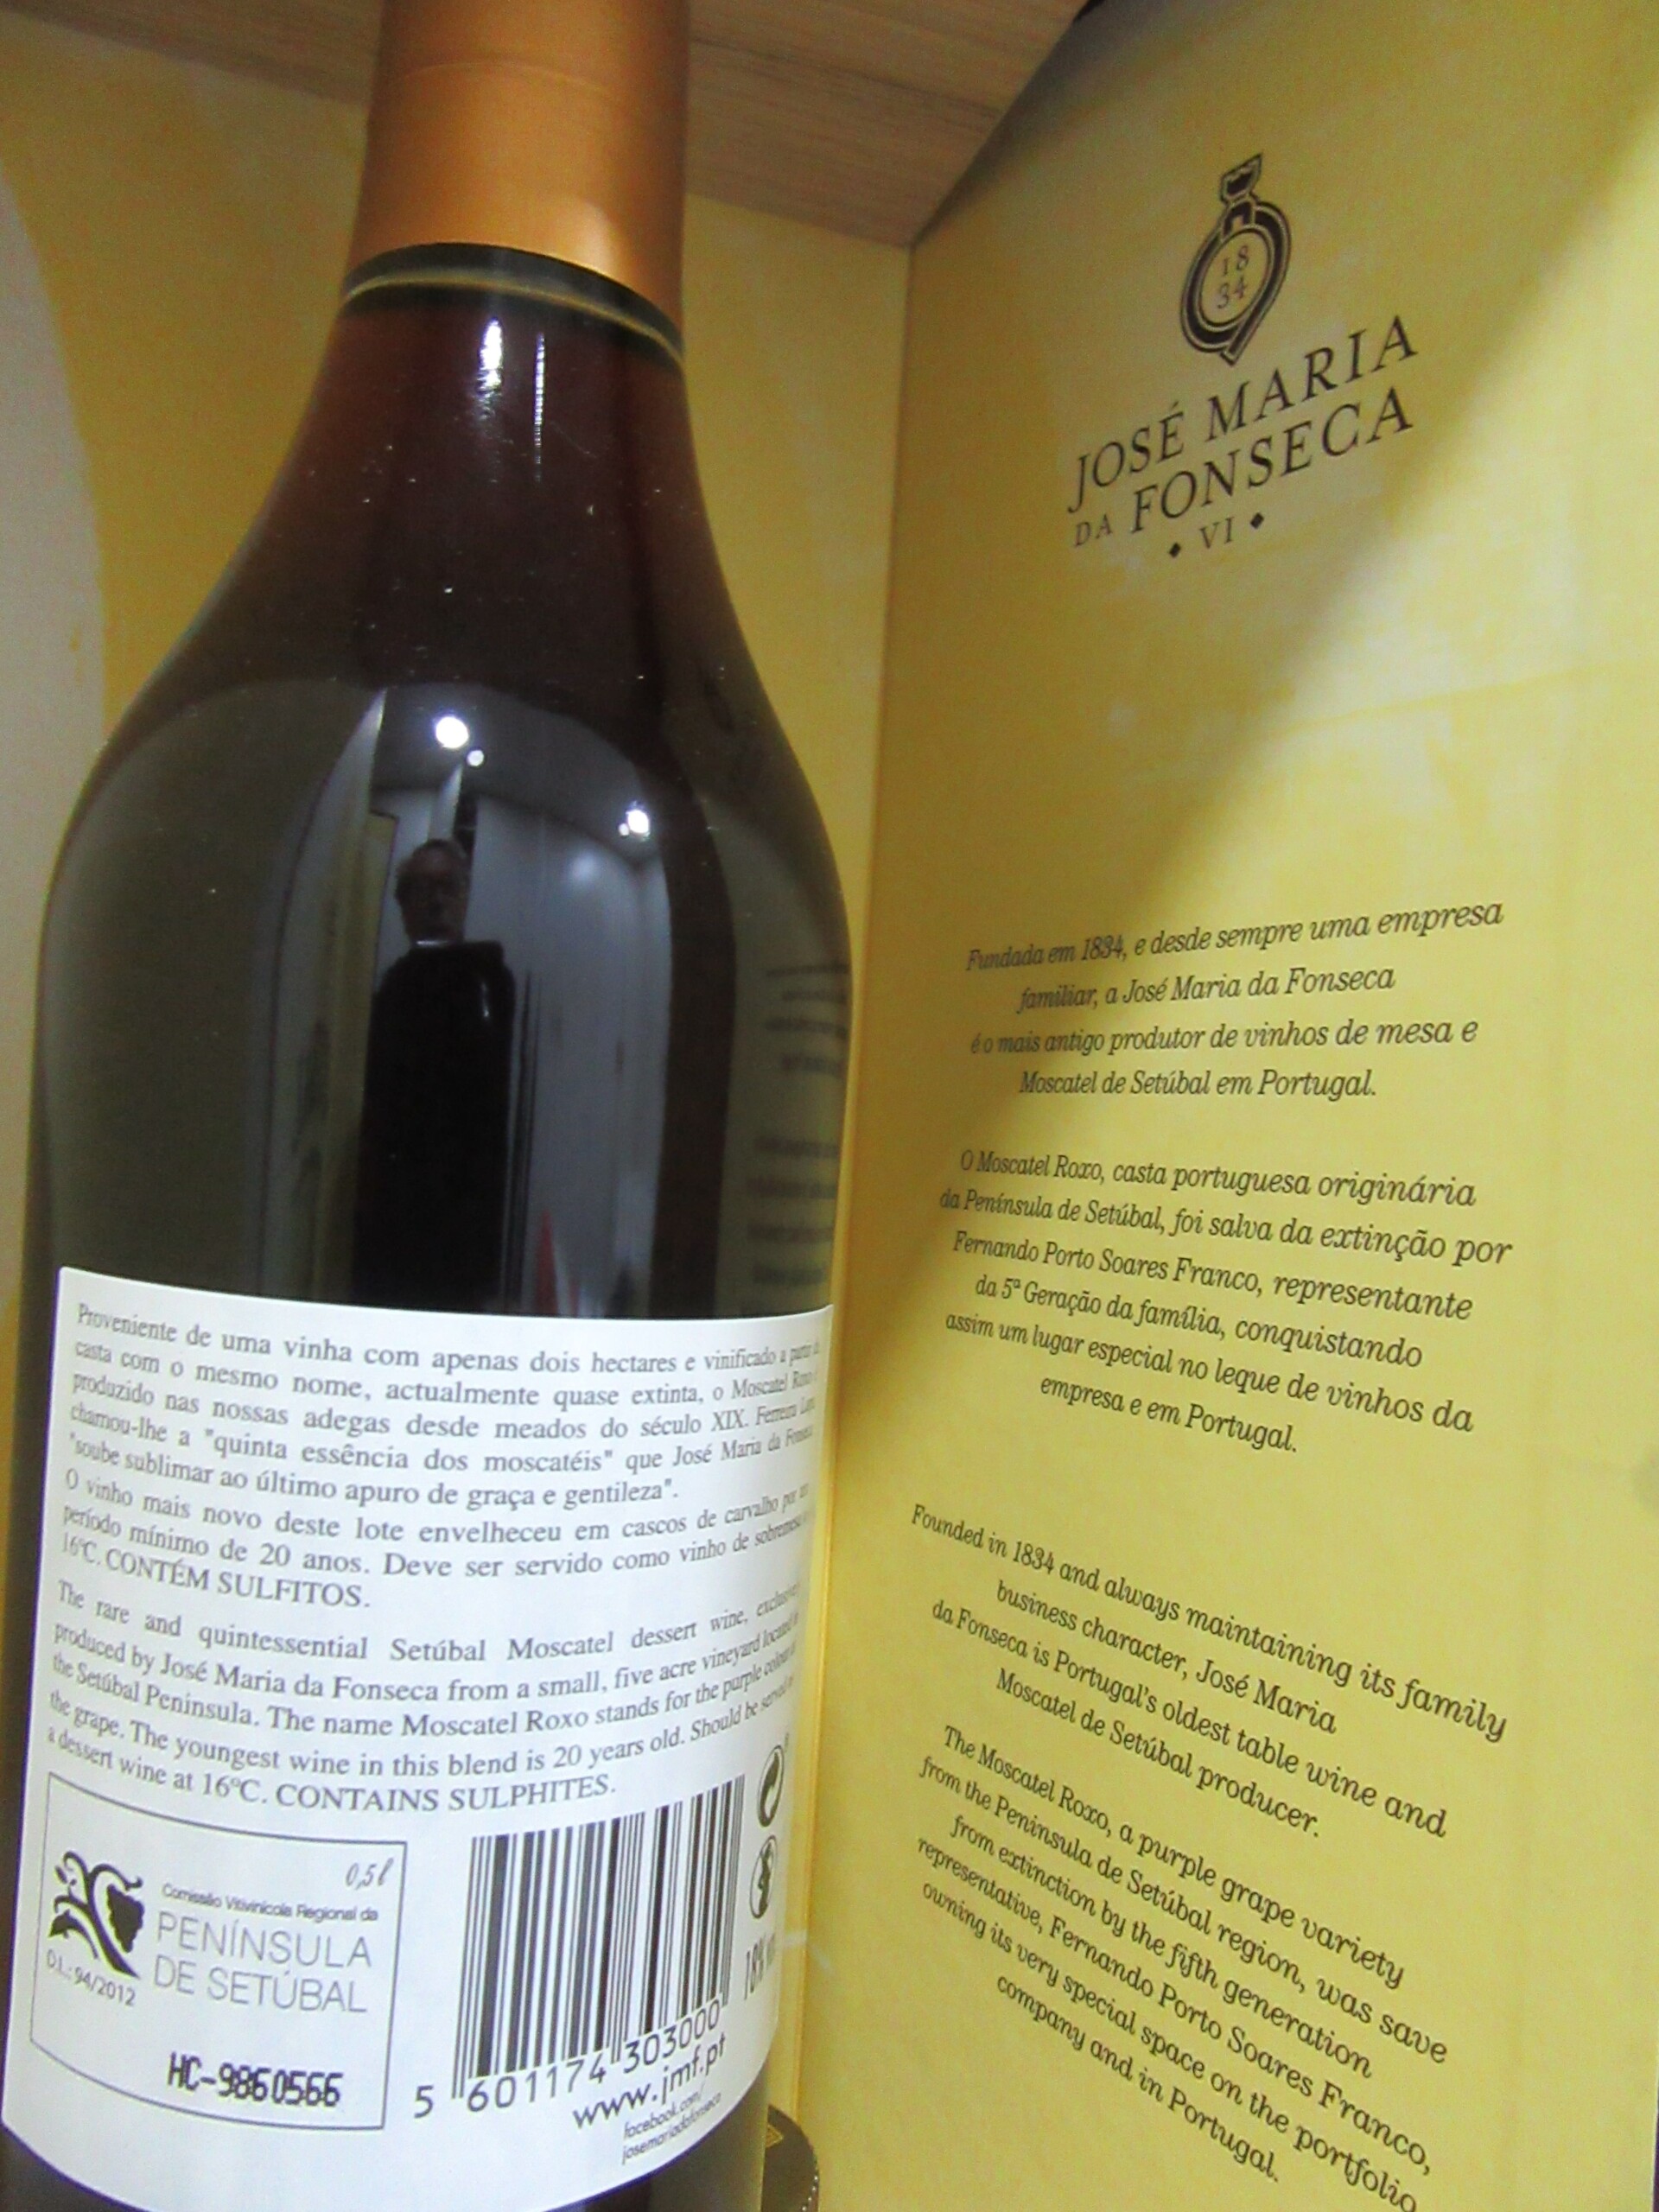 Proveniente de uma vinha com apenas dois hectares e vinificado a
casta com o mesmo nome, actualmente quase extinta, o Moscatel
produzido nas nossas adegas desde meados do século XIX. Ferreira
chamou-lhe a "quinta essência dos moscatéis" que José Maria da
"soube sublimar ao último apuro de graça e gentileza".
O vinho mais novo deste lote envelheceu em cascos de carvalho por
período mínimo de 20 anos. Deve ser servido como vinho de sobremesa
16ºC. CONTÉM SULFITOS.
The rare and quintessential Setúbal Moscatel dessert wine,
produced by José Maria da Fonseca from a small, five acre vineyard located
the Setúbal Península. The name Moscatel Roxo stands for the purple colour
the grape. The youngest wine in this blend is 20 years old. Should be served
a dessert wine at 16ºC. CONTAINS SULPHITES.
0,5ℓ
Comissão Vitivinícola Regional da
PENÍNSULA
DE SETÚBAL
D.L.: 94/2012
HC-9860566
18%
5 601174 303000
www.jmf.pt
facebook.com/
josemariadafonseca
18
34
JOSÉ MARIA
DA FONSECA
• VI •
Fundada em 1834, e desde sempre uma empresa
familiar, a José Maria da Fonseca
é o mais antigo produtor de vinhos de mesa e
Moscatel de Setúbal em Portugal.
O Moscatel Roxo, casta portuguesa originária
da Península de Setúbal, foi salva da extinção por
Fernando Porto Soares Franco, representante
da 5ª Geração da família, conquistando
assim um lugar especial no leque de vinhos da
empresa e em Portugal.
Founded in 1834 and always maintaining its family
business character, José Maria
da Fonseca is Portugal's oldest table wine and
Moscatel de Setúbal producer.
The Moscatel Roxo, a purple grape variety
from the Peninsula de Setúbal region, was save
from extinction by the fifth generation
representative, Fernando Porto Soares Franco,
owning its very special space on the portfolio
company and in Portugal.